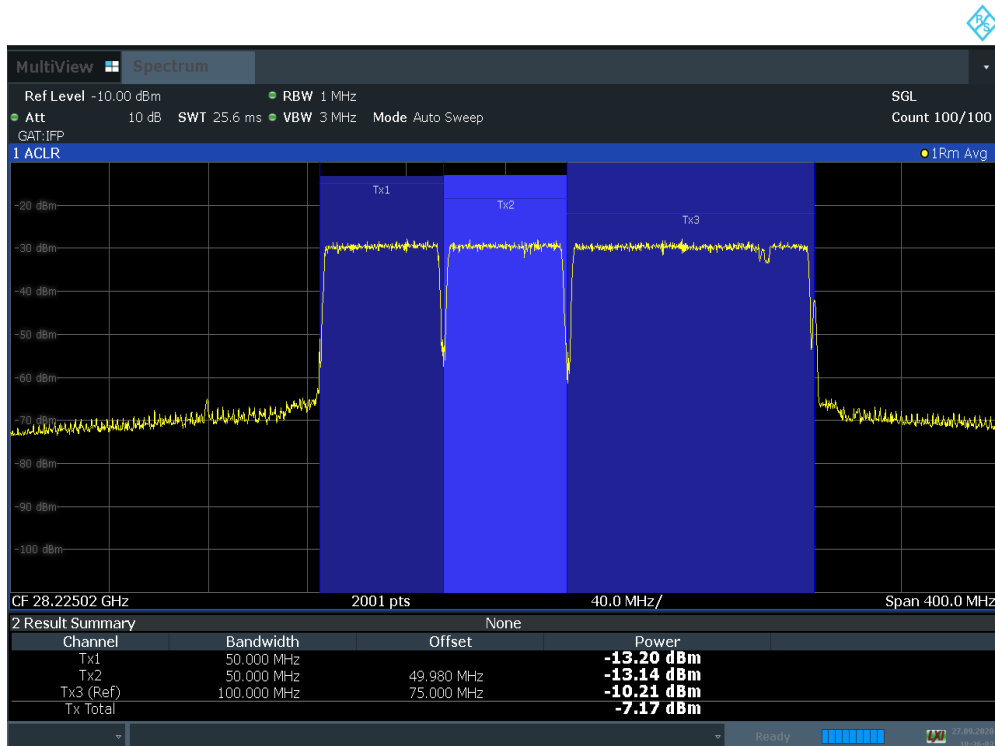 R&S
MultiView Spectrum
Ref Level -10.00 dBm RBW 1 MHz SGL
Att 10 dB SWT 25.6 ms VBW 3 MHz Mode Auto Sweep Count 100/100
GAT:IFP
1 ACLR 1Rm Avg
Tx1
Tx2
Tx3
-20 dBm
-30 dBm
-40 dBm
-50 dBm
-60 dBm
-70 dBm
-80 dBm
-90 dBm
-100 dBm
CF 28.22502 GHz 2001 pts 40.0 MHz/ Span 400.0 MHz
2 Result Summary None
Channel Bandwidth Offset Power
Tx1 50.000 MHz -13.20 dBm
Tx2 50.000 MHz 49.980 MHz -13.14 dBm
Tx3 (Ref) 100.000 MHz 75.000 MHz -10.21 dBm
Tx Total -7.17 dBm
Ready LXI 27.09.2020